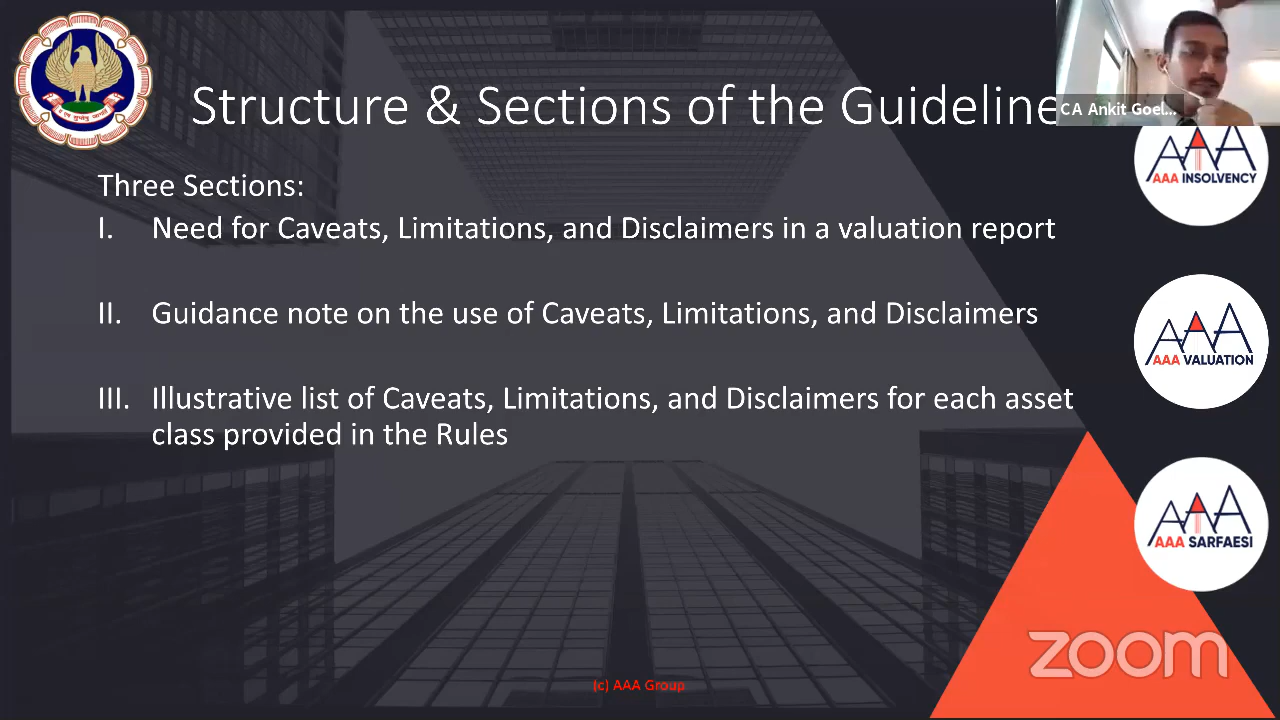 Structure & Sections of the Guideline
CA Ankit Goel...
Three Sections:
I. Need for Caveats, Limitations, and Disclaimers in a valuation report
II. Guidance note on the use of Caveats, Limitations, and Disclaimers
III. Illustrative list of Caveats, Limitations, and Disclaimers for each asset
class provided in the Rules
AAA INSOLVENCY
AAA VALUATION
AAA SARFAESI
zoom
(c) AAA Group